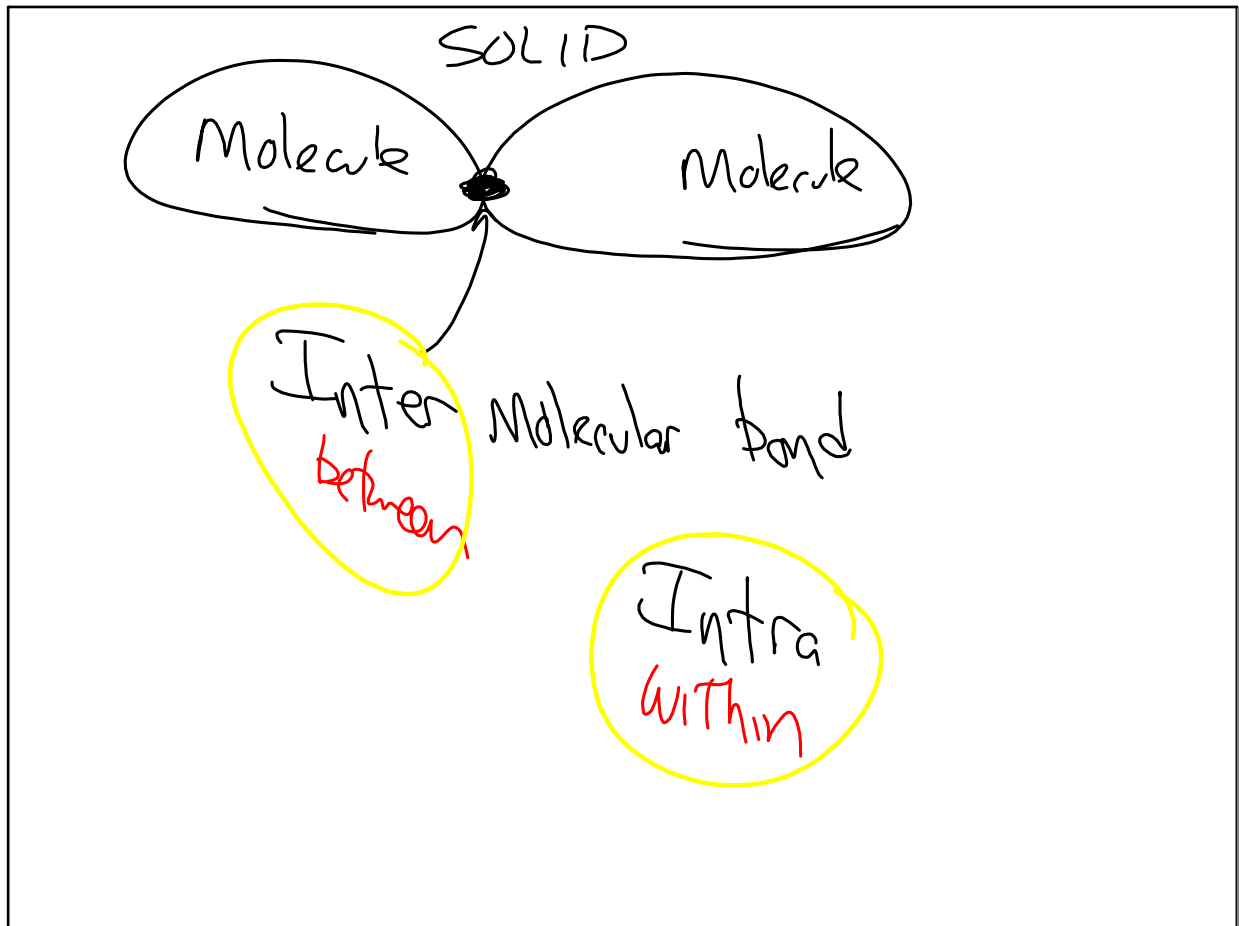 SOLID
Molecule Molecule
Inter Molecular bond
between
Intra
within